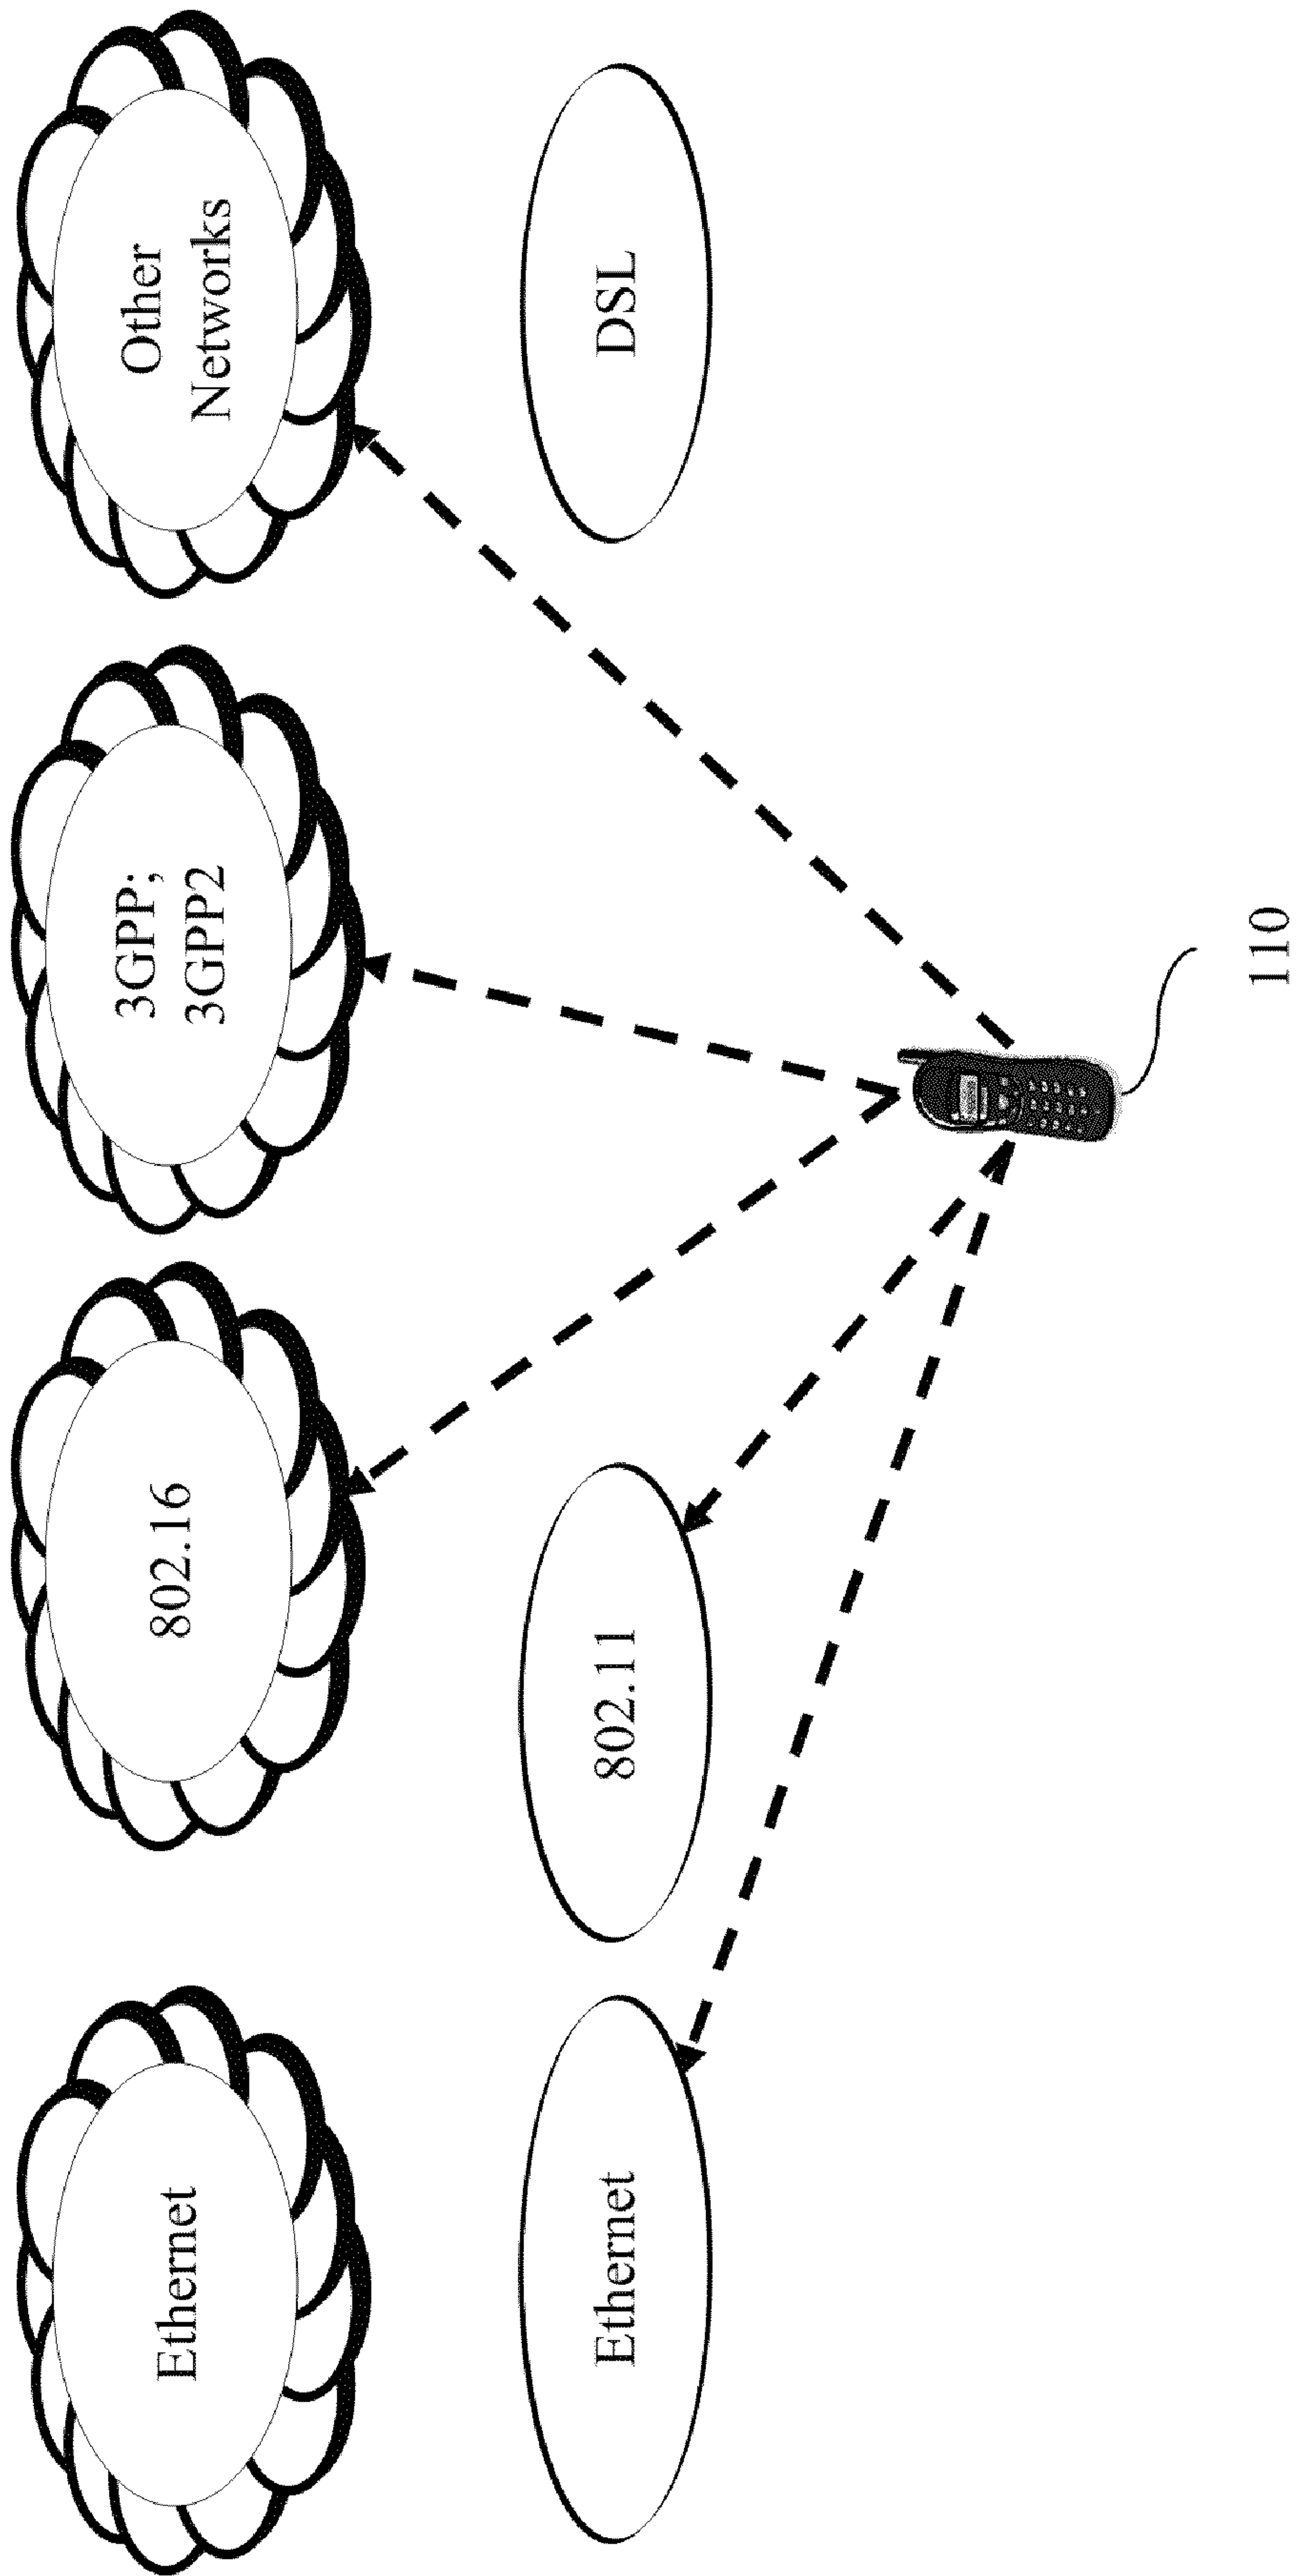 Ethernet
802.16
3GPP;
3GPP2
Other
Networks
Ethernet
802.11
DSL
110